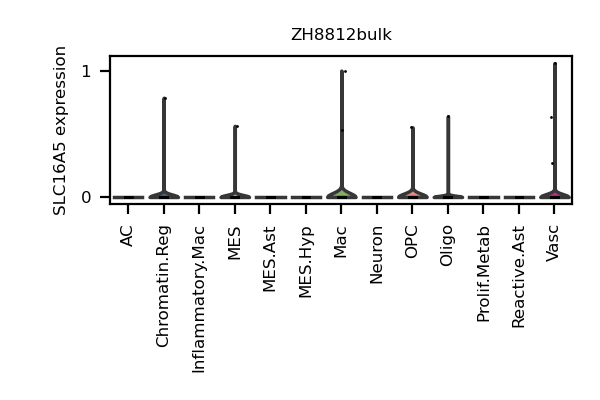 ZH8812bulk
SLC16A5 expression
1
0
AC
Chromatin.Reg
Inflammatory.Mac
MES
MES.Ast
MES.Hyp
Mac
Neuron
OPC
Oligo
Prolif.Metab
Reactive.Ast
Vasc